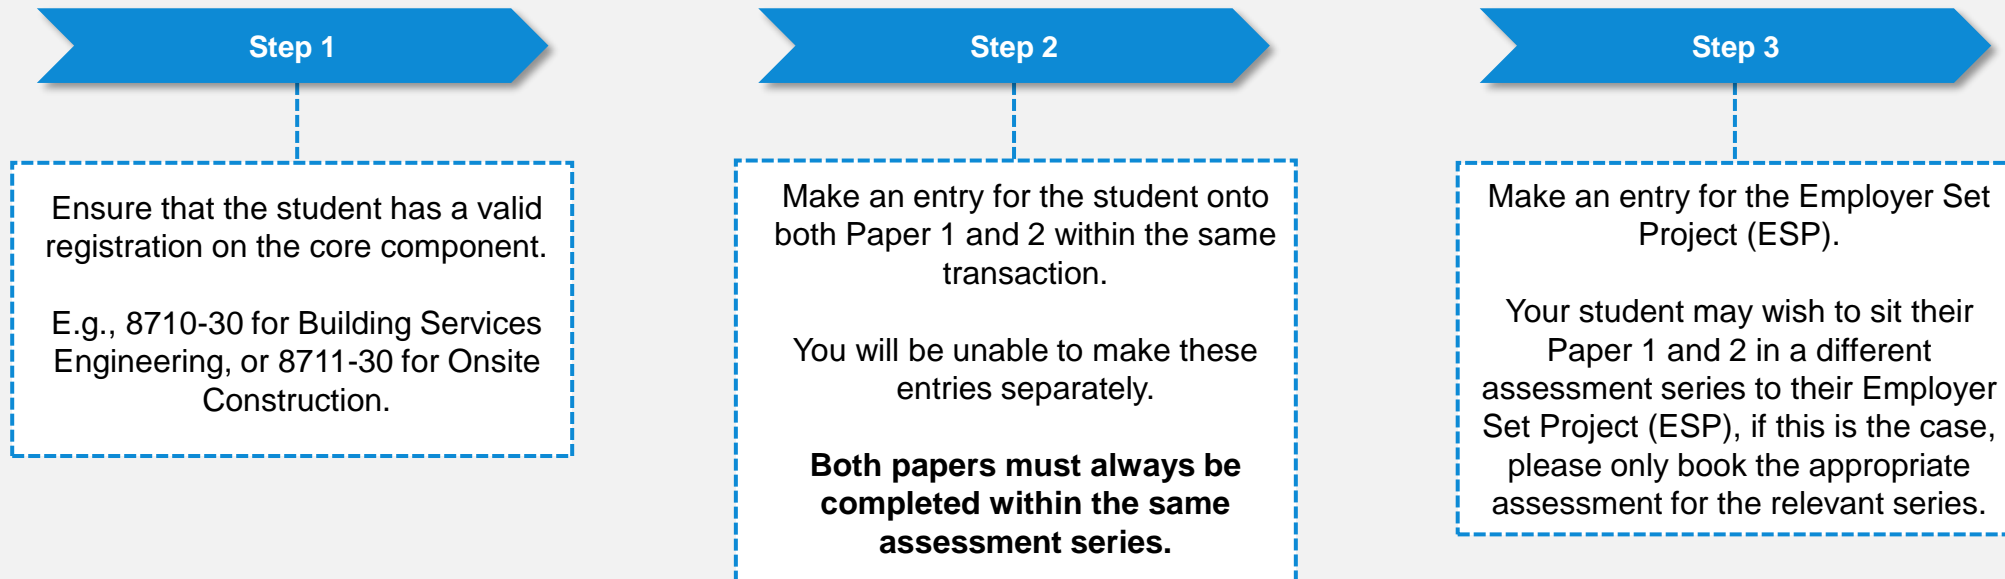 Step 1
Ensure that the student has a valid
registration on the core component.
E.g., 8710-30 for Building Services
Engineering, or 8711-30 for Onsite
Construction.
Step 2
Make an entry for the student onto
both Paper 1 and 2 within the same
transaction.
You will be unable to make these
entries separately.
Both papers must always be
completed within the same
assessment series.
Step 3
Make an entry for the Employer Set
Project (ESP).
Your student may wish to sit their
Paper 1 and 2 in a different
assessment series to their Employer
Set Project (ESP), if this is the case,
please only book the appropriate
assessment for the relevant series.